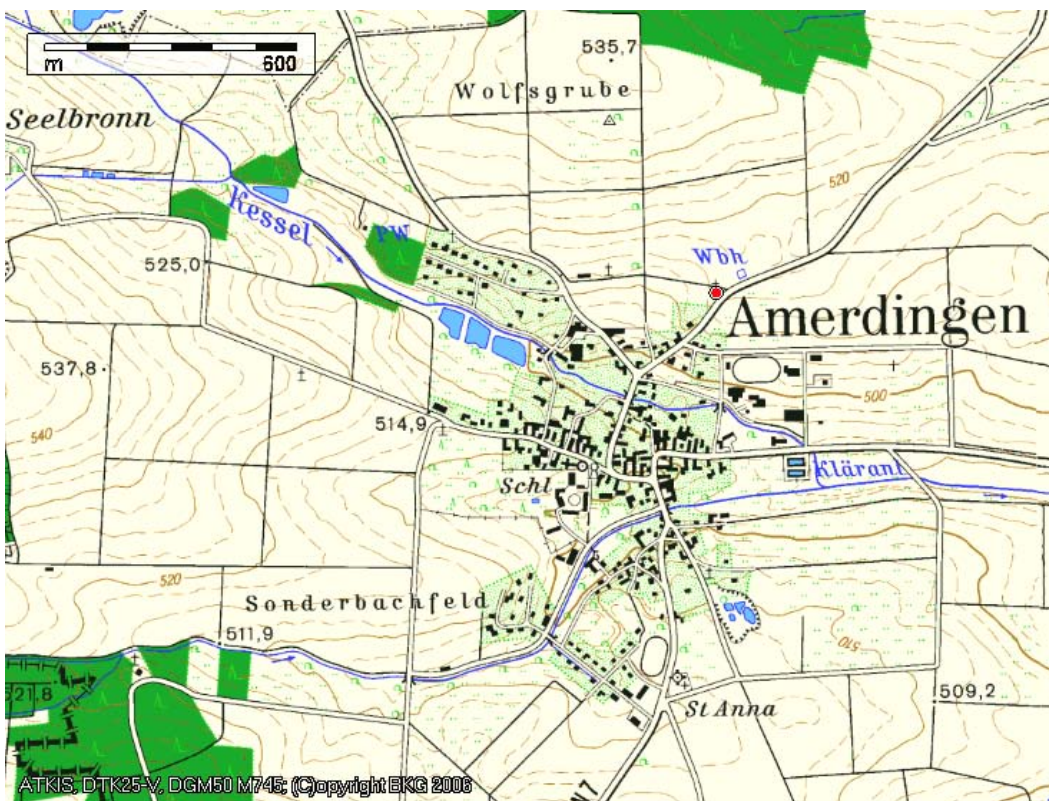 m 600
535,7
Wolfsgrube
Seelbronn
520
Kessel
PW
Wbh
525,0
Amerdingen
537,8
500
514,9
540
Kläranl
Schl
520
Sonderbachfeld
511,9
510
521,8
509,2
St Anna
ATKIS, DTK25-V, DGM50 M745; (C)opyright BKG 2006